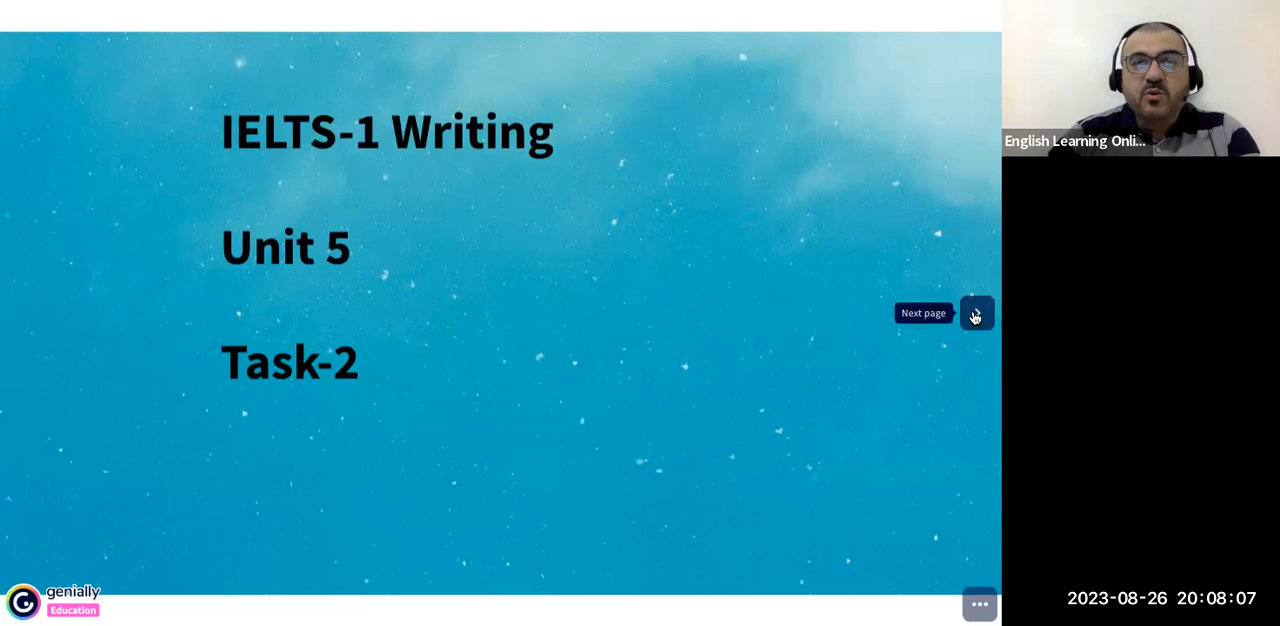 IELTS-1 Writing
Unit 5
Task-2
Next page
English Learning Onli...
genially
Education
2023-08-26 20:08:07